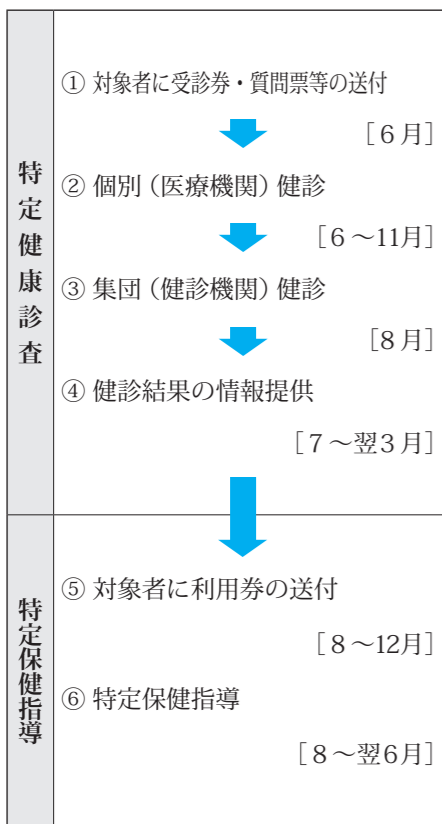 特定健康診査
① 対象者に受診券・質問票等の送付
[6月]
② 個別(医療機関)健診
[6～11月]
③ 集団(健診機関)健診
[8月]
④ 健診結果の情報提供
[7～翌3月]
特定保健指導
⑤ 対象者に利用券の送付
[8～12月]
⑥ 特定保健指導
[8～翌6月]